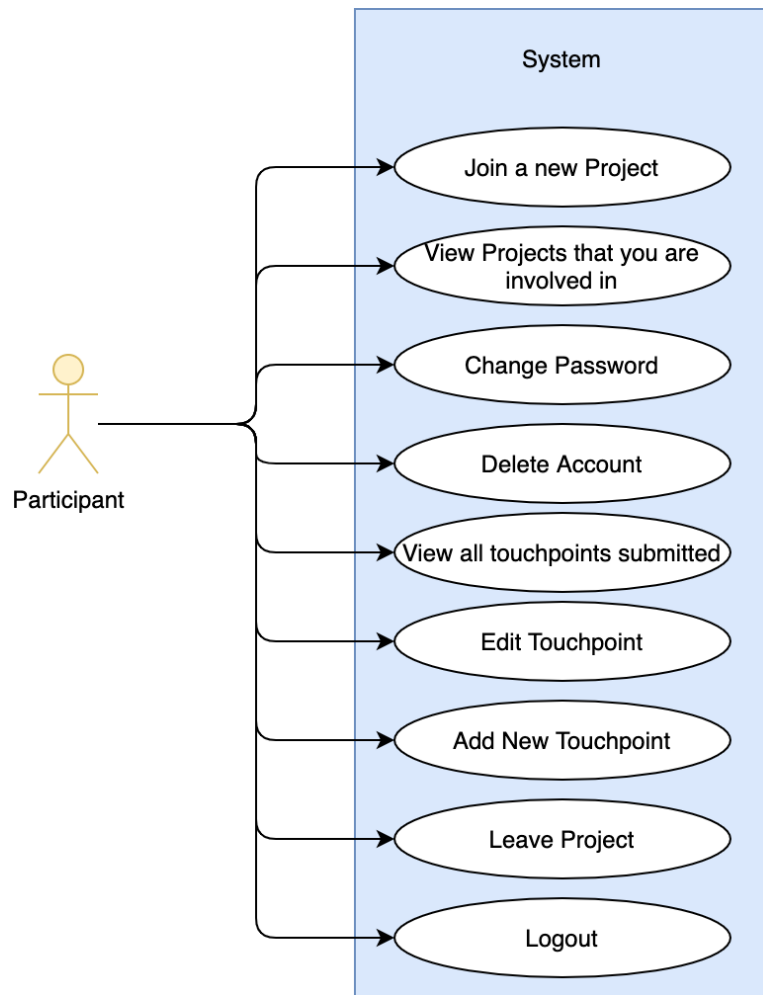 System
Join a new Project
View Projects that you are
involved in
Change Password
Participant
Delete Account
View all touchpoints submitted
Edit Touchpoint
Add New Touchpoint
Leave Project
Logout